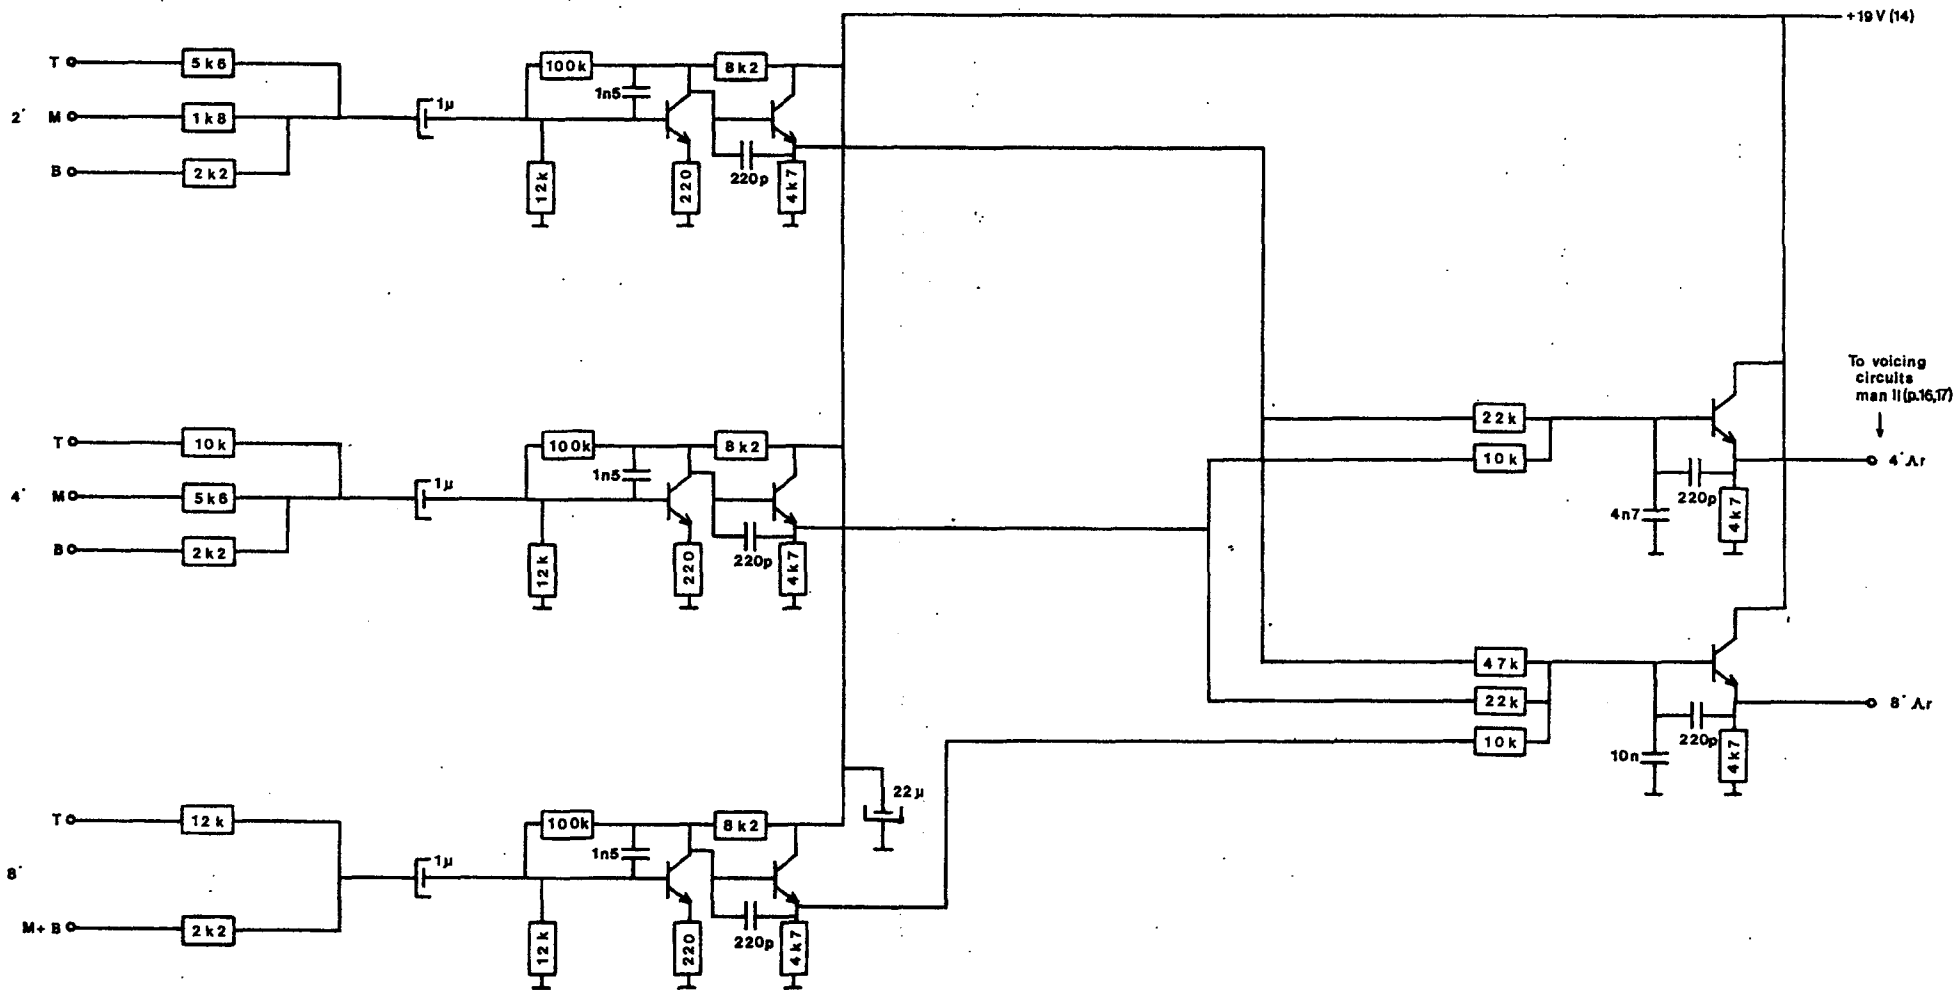 +19V (14)
T 5k6
2' M 1k8
B 2k2
1µ
100k
1n5
8k2
12k
220
220p
4k7
T 10k
4' M 5k6
B 2k2
1µ
100k
1n5
8k2
12k
220
220p
4k7
T 12k
8'
M+B 2k2
1µ
100k
1n5
8k2
12k
220
220p
4k7
22µ
22k
10k
4n7
220p
4k7
To voicing
circuits
man II (p.16,17)
4' Ar
47k
22k
10k
10n
220p
4k7
8' Ar